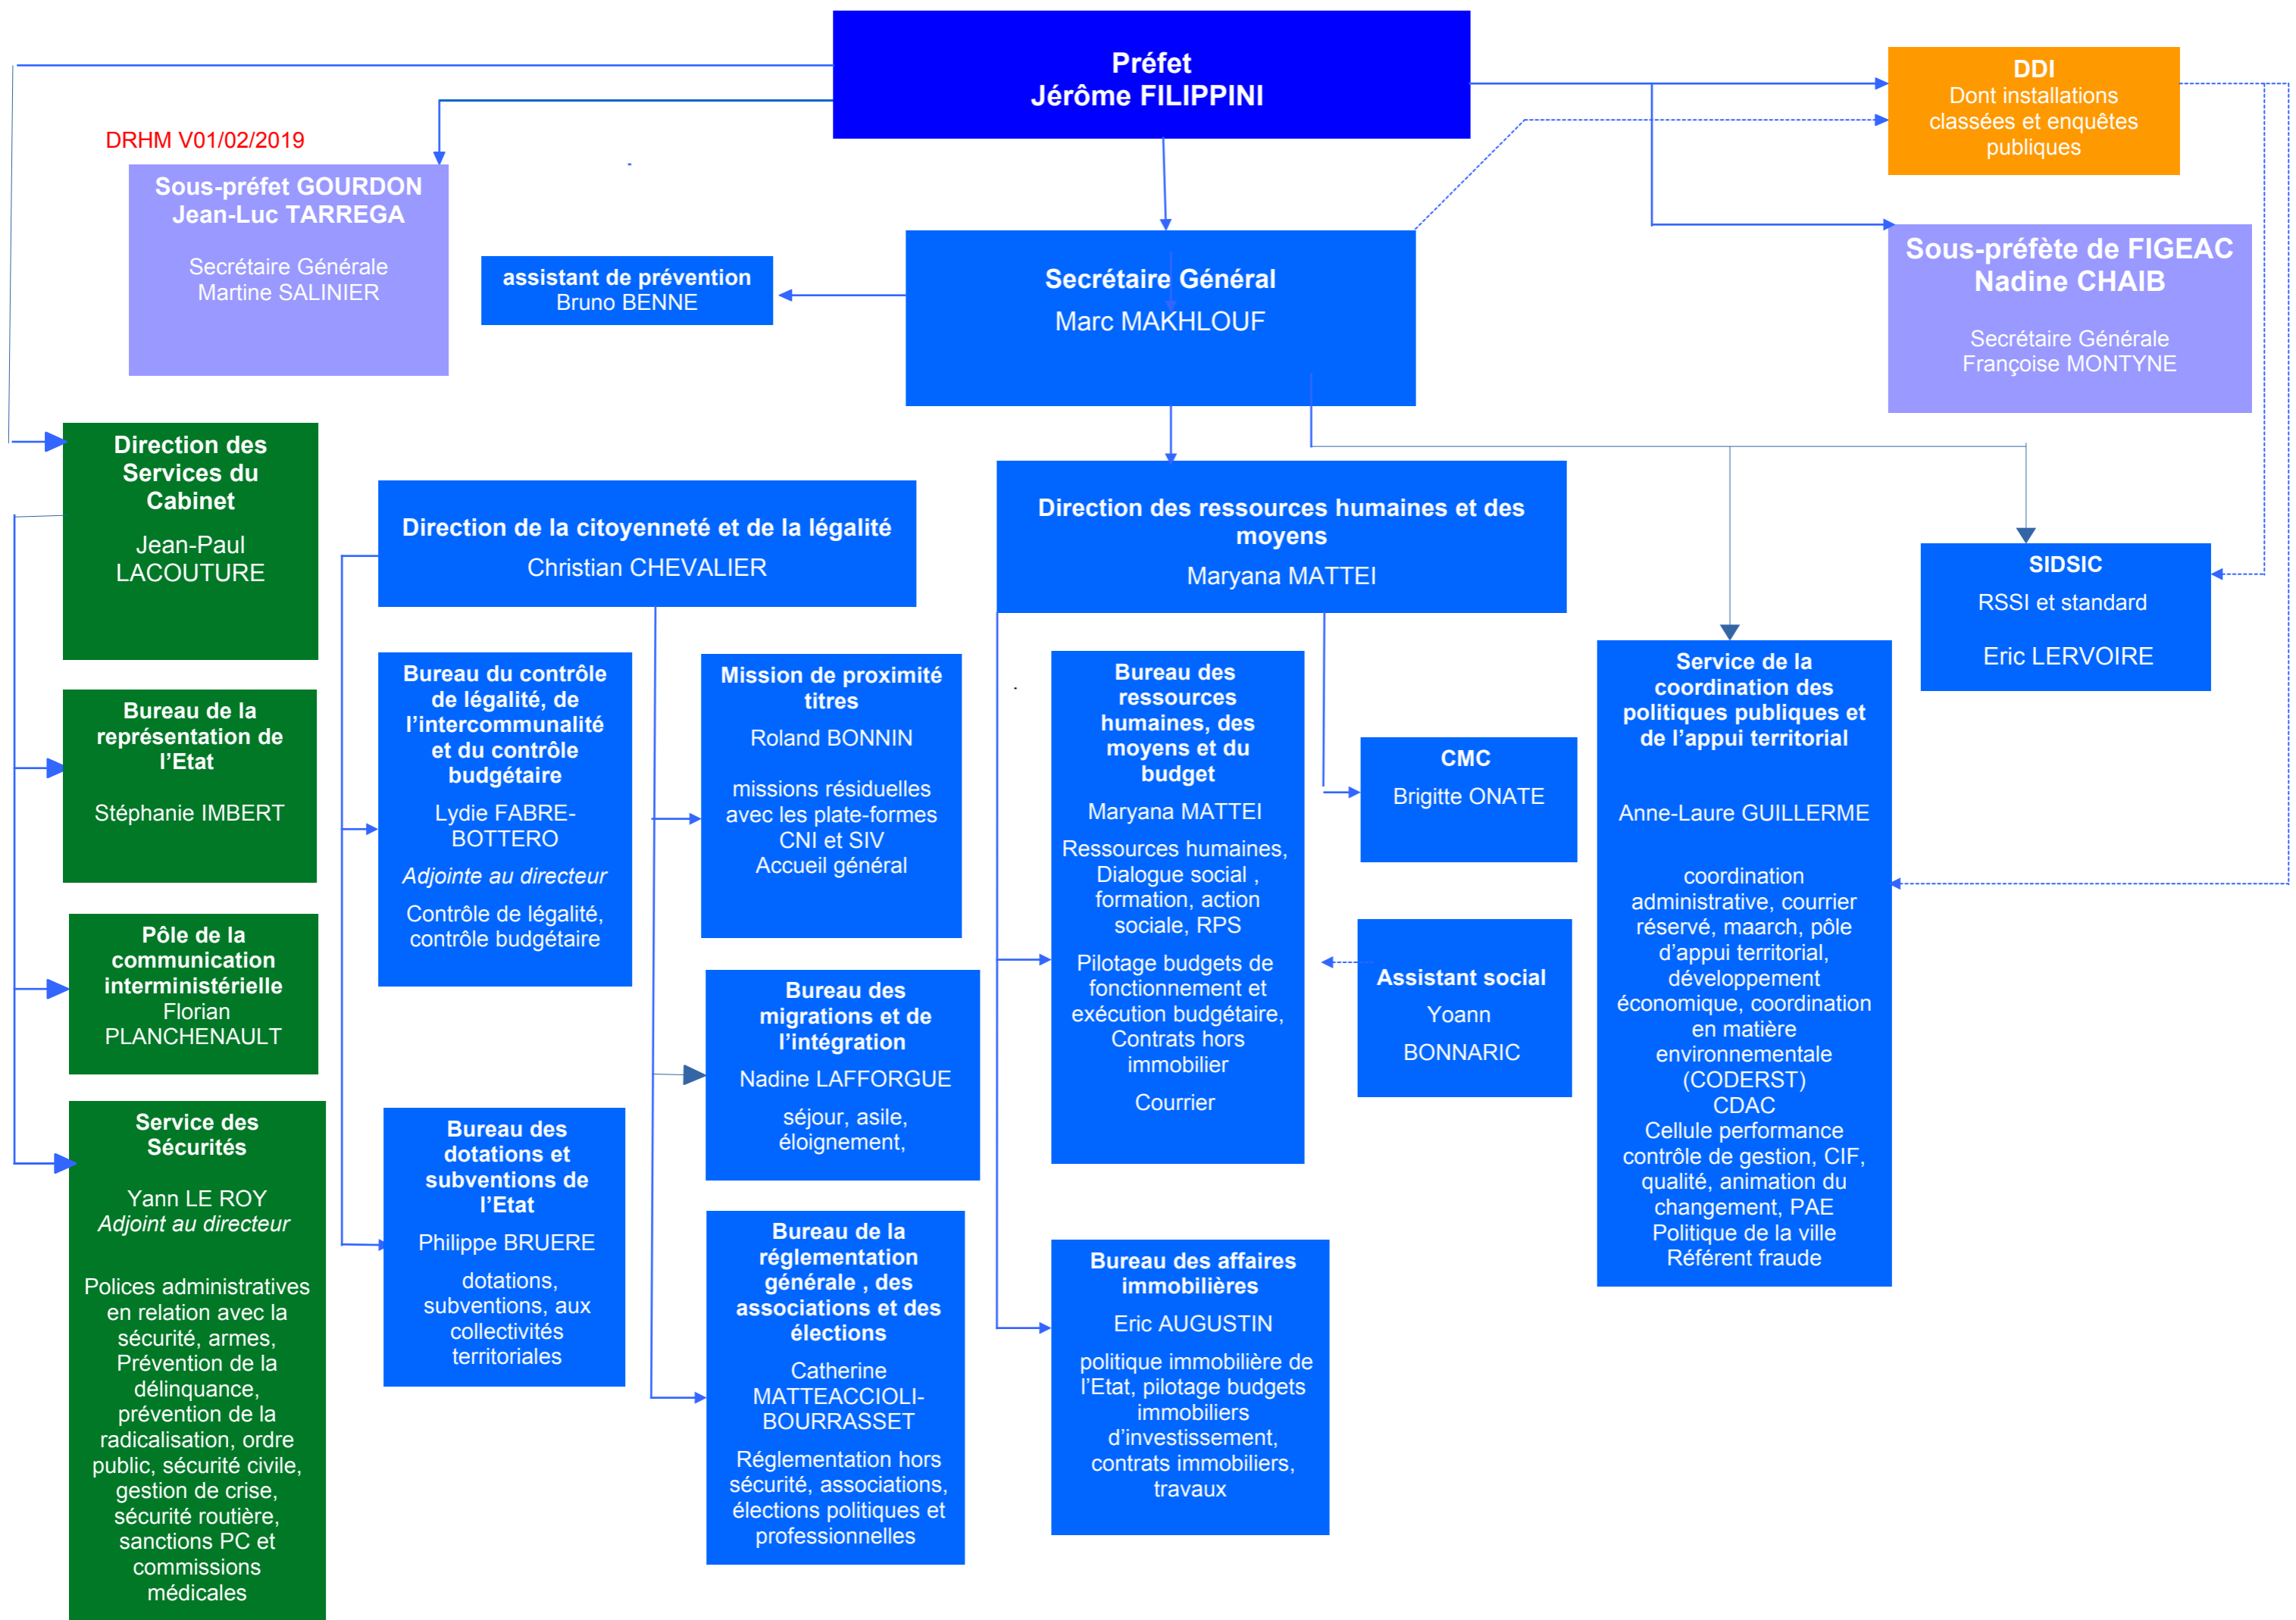 Préfet
Jérôme FILIPPINI
DDI
Dont installations
classées et enquêtes
publiques
DRHM V01/02/2019
Sous-préfet GOURDON
Jean-Luc TARREGA
Secrétaire Générale
Martine SALINIER
assistant de prévention
Bruno BENNE
Secrétaire Général
Marc MAKHLOUF
Sous-préfète de FIGEAC
Nadine CHAIB
Secrétaire Générale
Françoise MONTYNE
Direction des
Services du
Cabinet
Jean-Paul
LACOUTURE
Direction de la citoyenneté et de la légalité
Christian CHEVALIER
Direction des ressources humaines et des
moyens
Maryana MATTEI
SIDSIC
RSSI et standard
Eric LERVOIRE
Bureau de la
représentation de
l’Etat
Stéphanie IMBERT
Pôle de la
communication
interministérielle
Florian
PLANCHENAULT
Service des
Sécurités
Yann LE ROY
Adjoint au directeur
Polices administratives
en relation avec la
sécurité, armes,
Prévention de la
délinquance,
prévention de la
radicalisation, ordre
public, sécurité civile,
gestion de crise,
sécurité routière,
sanctions PC et
commissions
médicales
Bureau du contrôle
de légalité, de
l’intercommunalité
et du contrôle
budgétaire
Lydie FABRE-
BOTTERO
Adjointe au directeur
Contrôle de légalité,
contrôle budgétaire
Bureau des
dotations et
subventions de
l’Etat
Philippe BRUERE
dotations,
subventions, aux
collectivités
territoriales
Mission de proximité
titres
Roland BONNIN
missions résiduelles
avec les plate-formes
CNI et SIV
Accueil général
Bureau des
migrations et de
l’intégration
Nadine LAFFORGUE
séjour, asile,
éloignement,
Bureau de la
réglementation
générale , des
associations et des
élections
Catherine
MATTEACCIOLI-
BOURRASSET
Réglementation hors
sécurité, associations,
élections politiques et
professionnelles
Bureau des
ressources
humaines, des
moyens et du
budget
Maryana MATTEI
Ressources humaines,
Dialogue social ,
formation, action
sociale, RPS
Pilotage budgets de
fonctionnement et
exécution budgétaire,
Contrats hors
immobilier
Courrier
Bureau des affaires
immobilières
Eric AUGUSTIN
politique immobilière de
l’Etat, pilotage budgets
immobiliers
d’investissement,
contrats immobiliers,
travaux
CMC
Brigitte ONATE
Assistant social
Yoann
BONNARIC
Service de la
coordination des
politiques publiques et
de l’appui territorial
Anne-Laure GUILLERME
coordination
administrative, courrier
réservé, maarch, pôle
d’appui territorial,
développement
économique, coordination
en matière
environnementale
(CODERST)
CDAC
Cellule performance
contrôle de gestion, CIF,
qualité, animation du
changement, PAE
Politique de la ville
Référent fraude